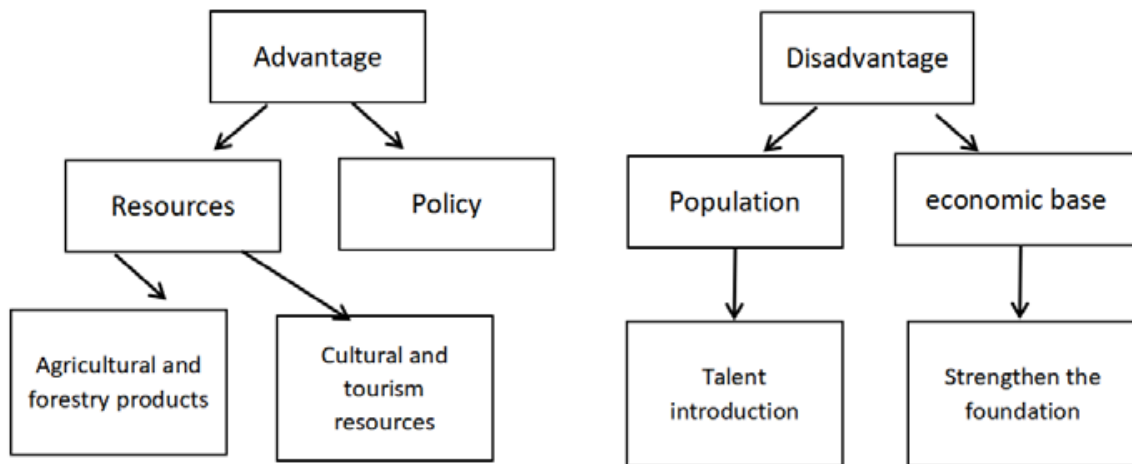 Advantage
Disadvantage
Resources
Policy
Population
economic base
Agricultural and
forestry products
Cultural and
tourism
resources
Talent
introduction
Strengthen the
foundation